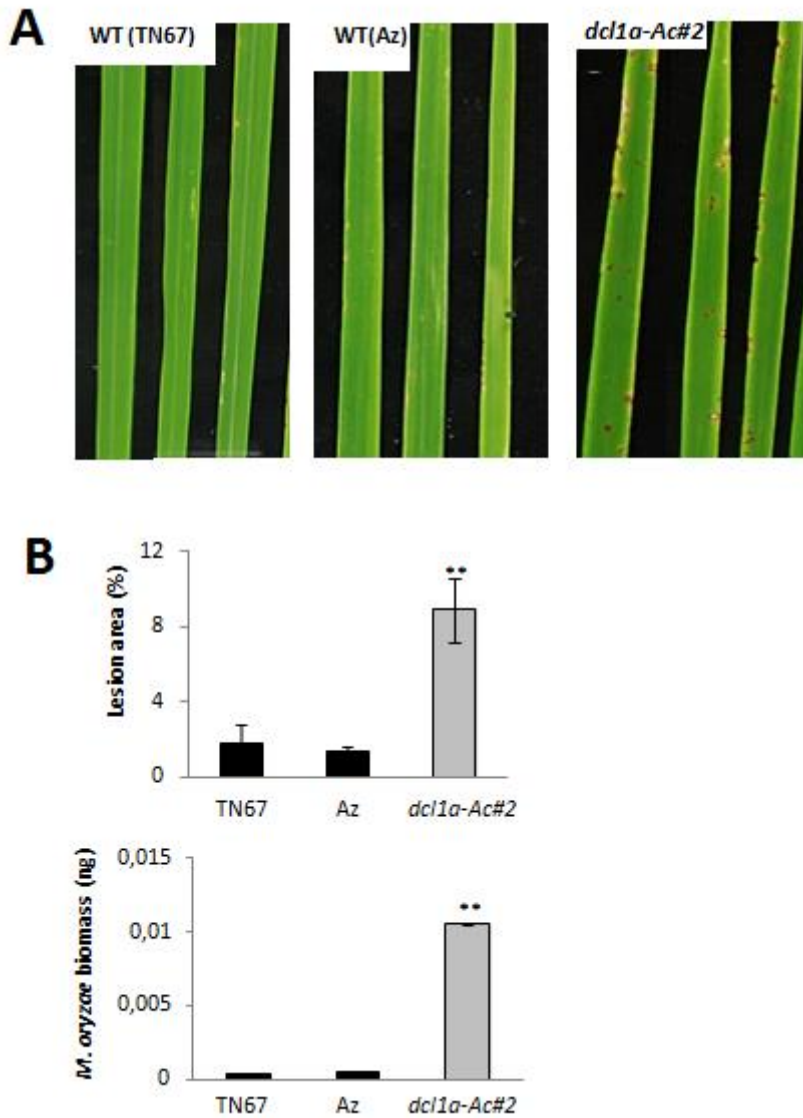 A
WT (TN67)
WT(Az)
dcl1a-Ac#2
B
Lesion area (%)
12
8
4
0
**
TN67
Az
dcl1a-Ac#2
M. oryzae biomass (ng)
0,015
0,01
0,005
0
**
TN67
Az
dcl1a-Ac#2